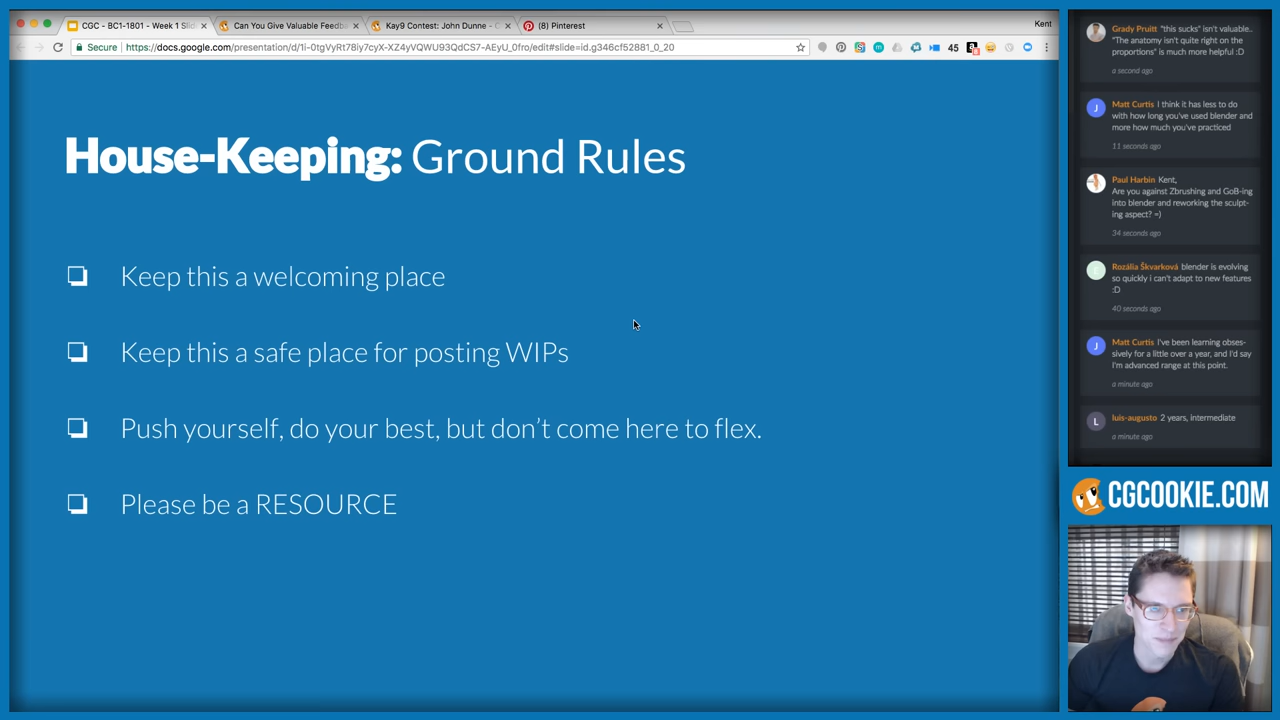 CGC - BC1-1801 - Week 1 Slid
Can You Give Valuable Feedb
Kay9 Contest: John Dunne - C
(8) Pinterest
Kent
Secure
https://docs.google.com/presentation/d/1i-0tgVyRt78iy7cyX-XZ4yVQWU93QdCS7-AEyU_0fro/edit#slide=id.g346cf52881_0_20
45
House-Keeping: Ground Rules
Keep this a welcoming place
Keep this a safe place for posting WIPs
Push yourself, do your best, but don’t come here to flex.
Please be a RESOURCE
Grady Pruitt "this sucks" isn't valuable..
"The anatomy isn't quite right on the
proportions" is much more helpful :D
a second ago
J
Matt Curtis I think it has less to do
with how long you've used blender and
more how much you've practiced
11 seconds ago
Paul Harbin Kent,
Are you against Zbrushing and GoB-ing
into blender and reworking the sculpt-
ing aspect? =)
34 seconds ago
Rozália Škvarková blender is evolving
so quickly i can't adapt to new features
:D
40 seconds ago
J
Matt Curtis I've been learning obses-
sively for a little over a year, and I'd say
I'm advanced range at this point.
a minute ago
L
luis-augusto 2 years, intermediate
a minute ago
CGCOOKIE.COM